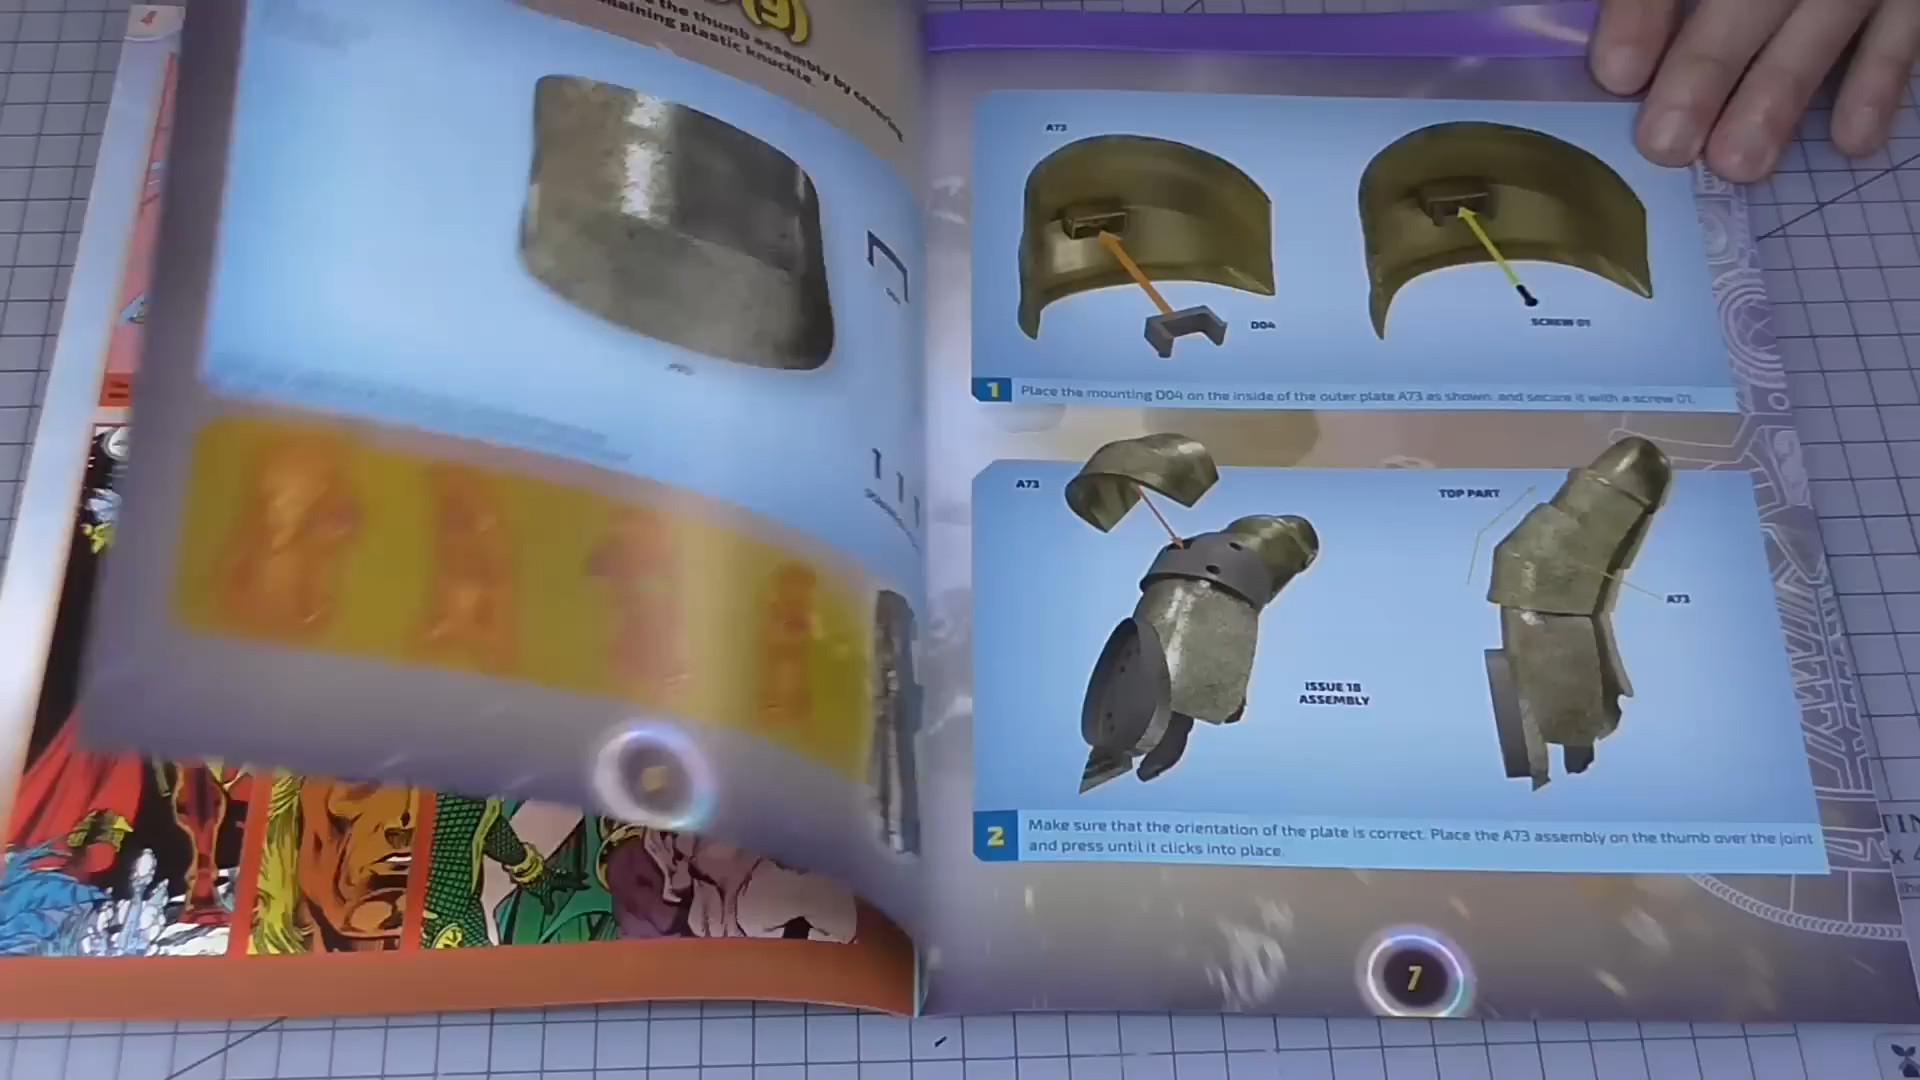 4
(9)
the thumb assembly by covering
plastic knuckle.
A73
D04
SCREW 01
1 Place the mounting D04 on the inside of the outer plate A73 as shown, and secure it with a screw 01.
A73
TOP PART
A73
ISSUE 18
ASSEMBLY
2 Make sure that the orientation of the plate is correct. Place the A73 assembly on the thumb over the joint
and press until it clicks into place.
7